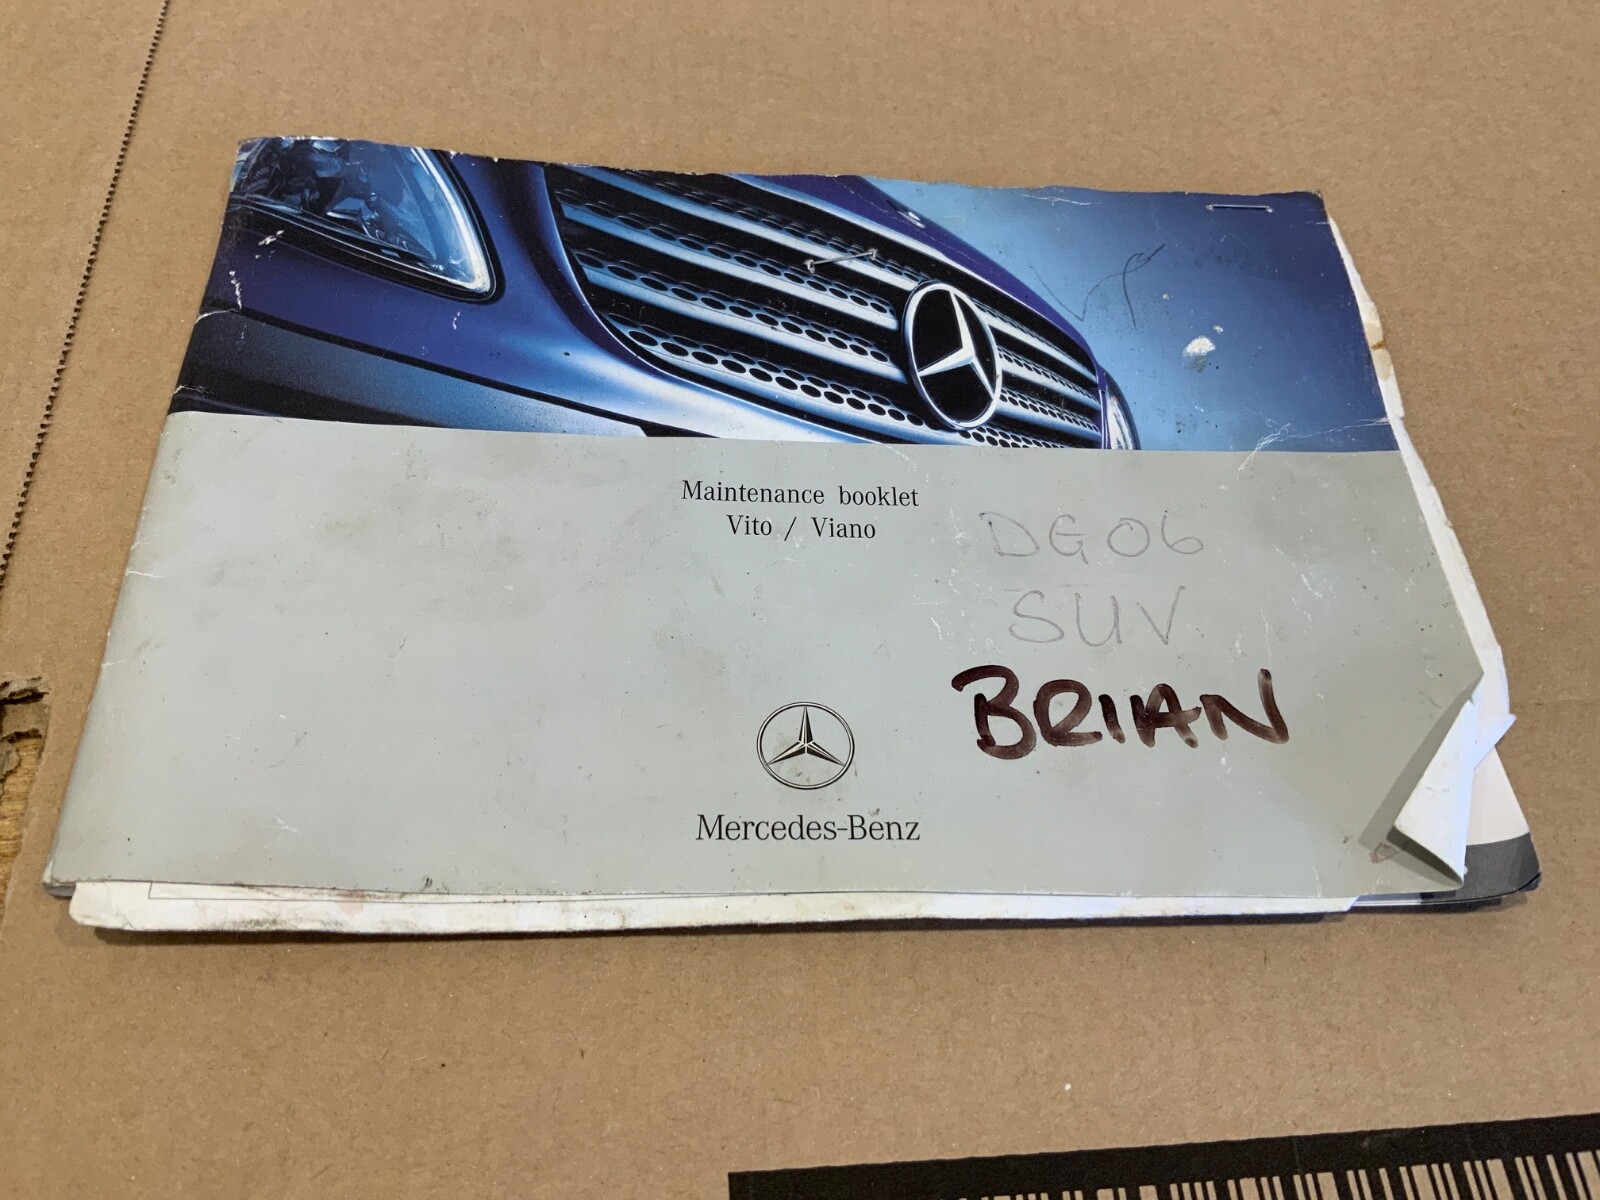 Maintenance booklet
Vito / Viano
DG06
SUV
BRIAN
Mercedes-Benz